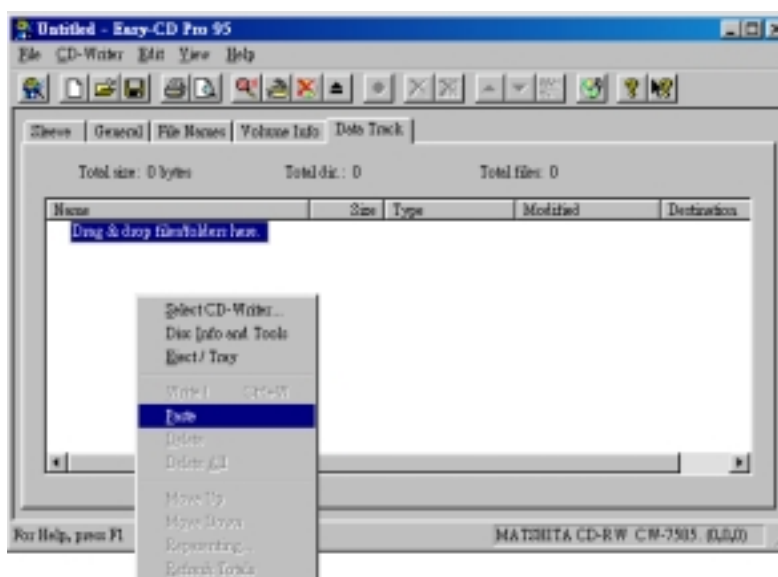 Untitled - Easy-CD Pro 95
File CD-Writer Edit View Help
Sleeve General File Names Volume Info Data Track
Total size: 0 bytes Total dir.: 0 Total files: 0
Name Size Type Modified Destination
Drag & drop files/folders here.
Select CD-Writer...
Disc Info and Tools
Eject / Tray
Write ! Ctrl+W
Paste
Delete
Delete All
Move Up
Move Down
Refresh Totals
For Help, press F1
MATSHITA CD-RW CW-7585. (0,0,0)